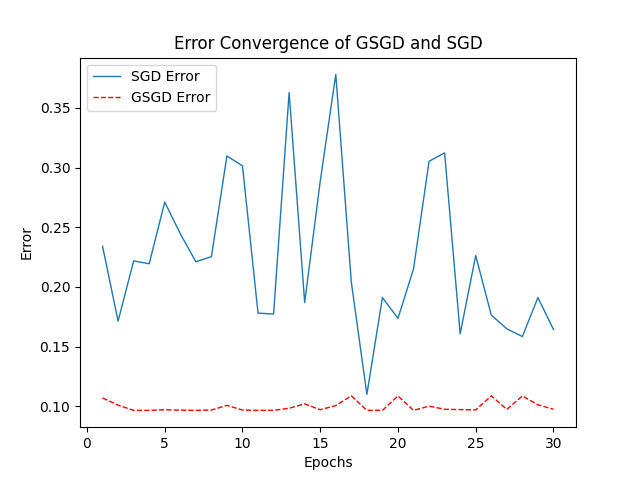 Error Convergence of GSGD and SGD
SGD Error
GSGD Error
Error
0.35
0.30
0.25
0.20
0.15
0.10
0 5 10 15 20 25 30
Epochs